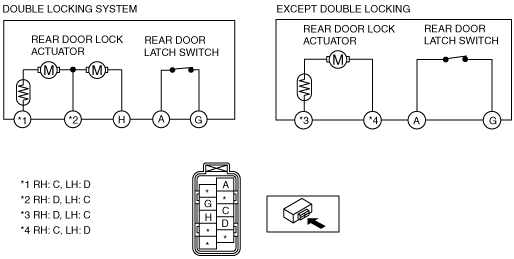 DOUBLE LOCKING SYSTEM
REAR DOOR LOCK
ACTUATOR
REAR DOOR
LATCH SWITCH
M
M
*1
*2
H
A
G
EXCEPT DOUBLE LOCKING
REAR DOOR LOCK
ACTUATOR
REAR DOOR
LATCH SWITCH
M
*3
*4
A
G
*1 RH: C, LH: D
*2 RH: D, LH: C
*3 RH: D, LH: C
*4 RH: C, LH: D
* A
G *
H C
* D
* *